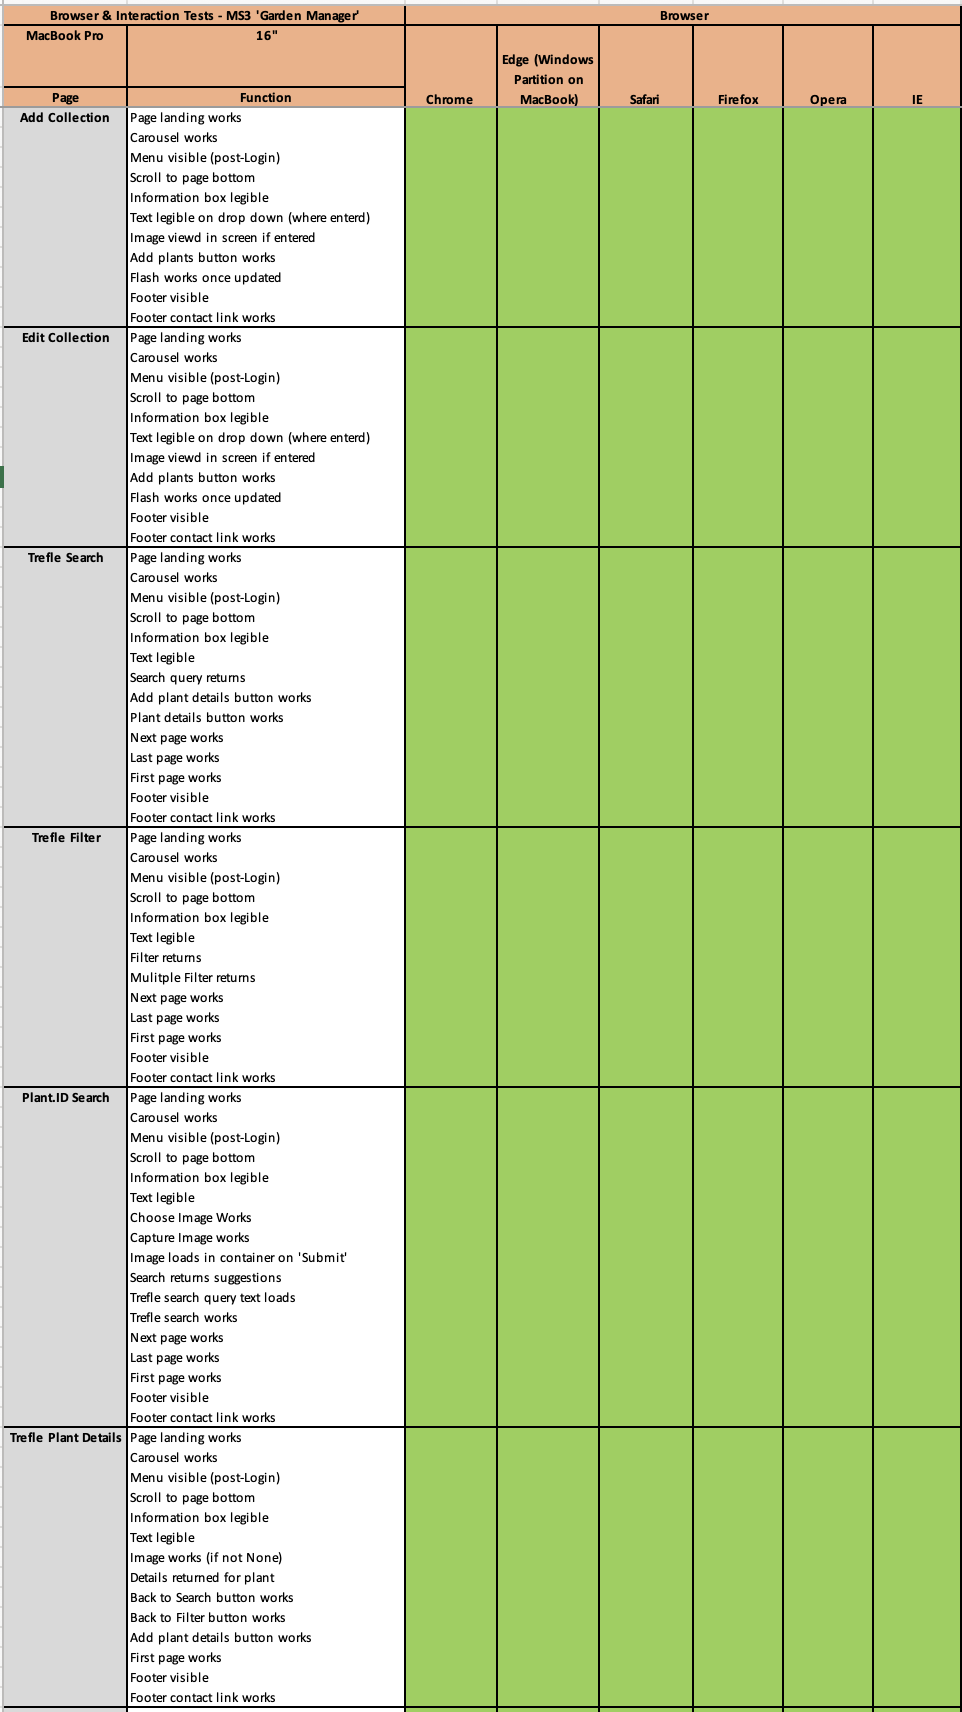 Browser & Interaction Tests - MS3 'Garden Manager' Browser
MacBook Pro 16"
Page Function Chrome Edge (Windows Partition on MacBook) Safari Firefox Opera IE
Add Collection Page landing works
Carousel works
Menu visible (post-Login)
Scroll to page bottom
Information box legible
Text legible on drop down (where enterd)
Image viewd in screen if entered
Add plants button works
Flash works once updated
Footer visible
Footer contact link works
Edit Collection Page landing works
Carousel works
Menu visible (post-Login)
Scroll to page bottom
Information box legible
Text legible on drop down (where enterd)
Image viewd in screen if entered
Add plants button works
Flash works once updated
Footer visible
Footer contact link works
Trefle Search Page landing works
Carousel works
Menu visible (post-Login)
Scroll to page bottom
Information box legible
Text legible
Search query returns
Add plant details button works
Plant details button works
Next page works
Last page works
First page works
Footer visible
Footer contact link works
Trefle Filter Page landing works
Carousel works
Menu visible (post-Login)
Scroll to page bottom
Information box legible
Text legible
Filter returns
Mulitple Filter returns
Next page works
Last page works
First page works
Footer visible
Footer contact link works
Plant.ID Search Page landing works
Carousel works
Menu visible (post-Login)
Scroll to page bottom
Information box legible
Text legible
Choose Image Works
Capture Image works
Image loads in container on 'Submit'
Search returns suggestions
Trefle search query text loads
Trefle search works
Next page works
Last page works
First page works
Footer visible
Footer contact link works
Trefle Plant Details Page landing works
Carousel works
Menu visible (post-Login)
Scroll to page bottom
Information box legible
Text legible
Image works (if not None)
Details returned for plant
Back to Search button works
Back to Filter button works
Add plant details button works
First page works
Footer visible
Footer contact link works